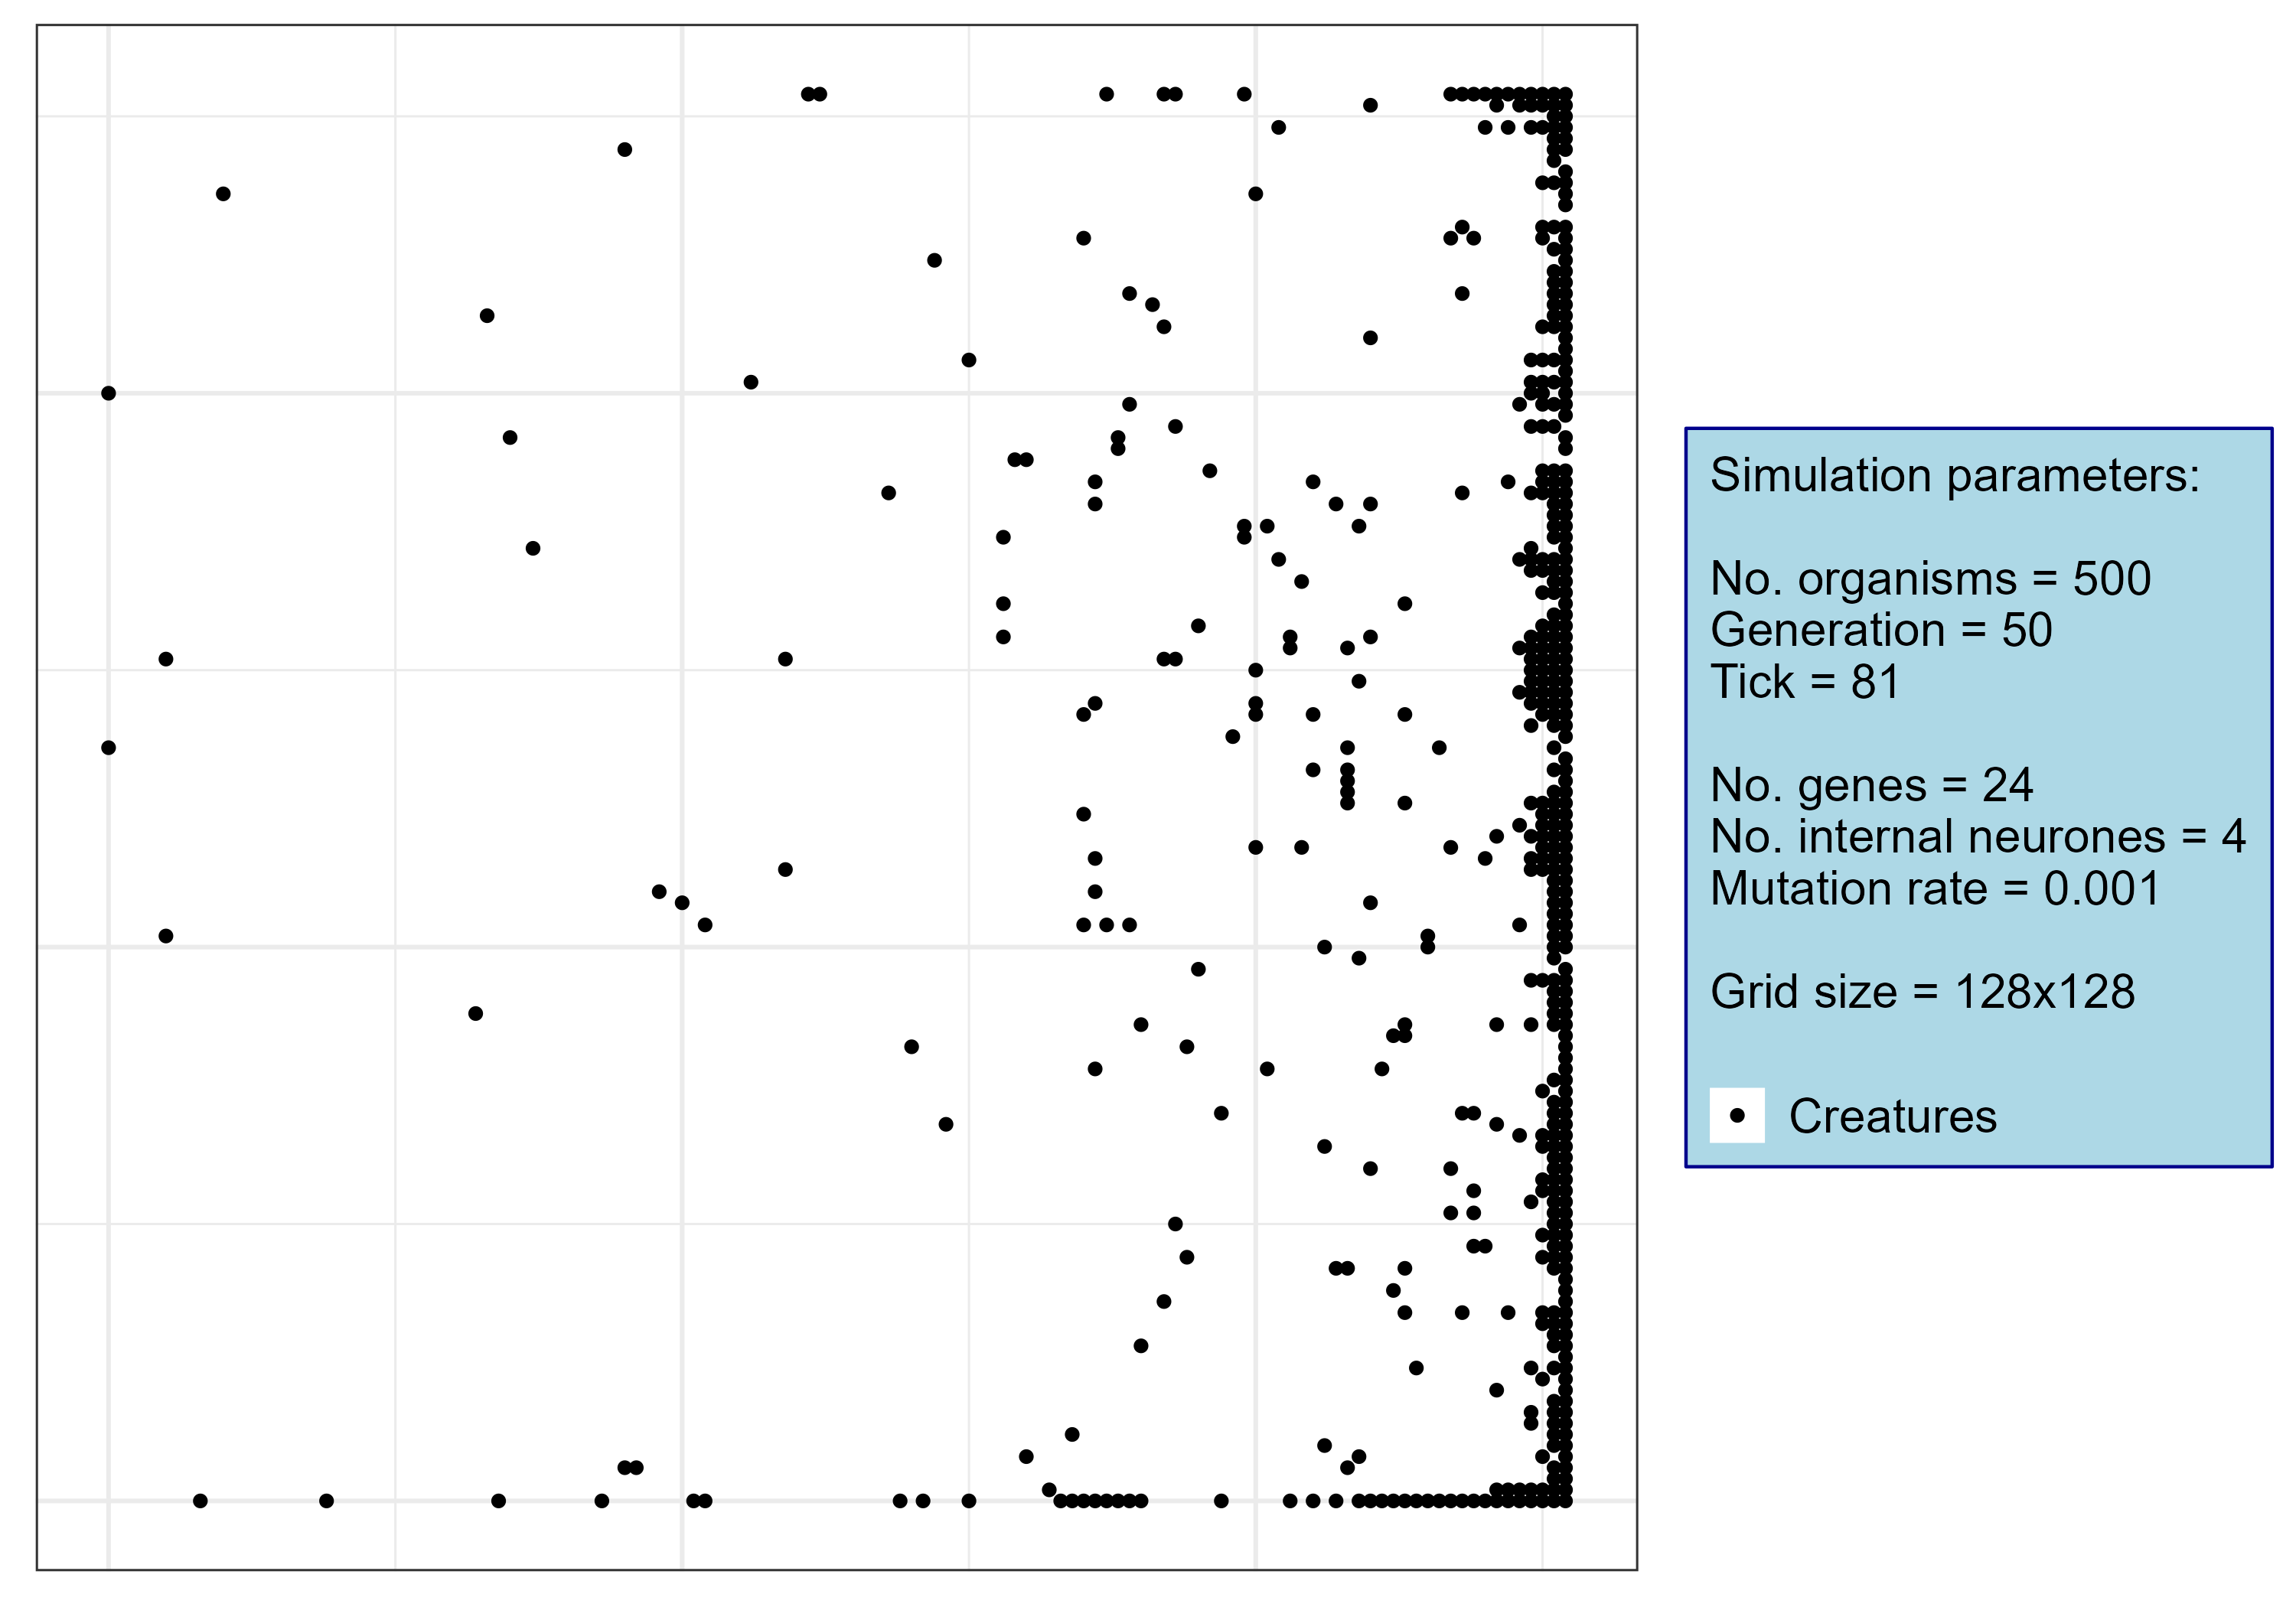 Simulation parameters:
No. organisms = 500
Generation = 50
Tick = 81
No. genes = 24
No. internal neurones = 4
Mutation rate = 0.001
Grid size = 128x128
Creatures